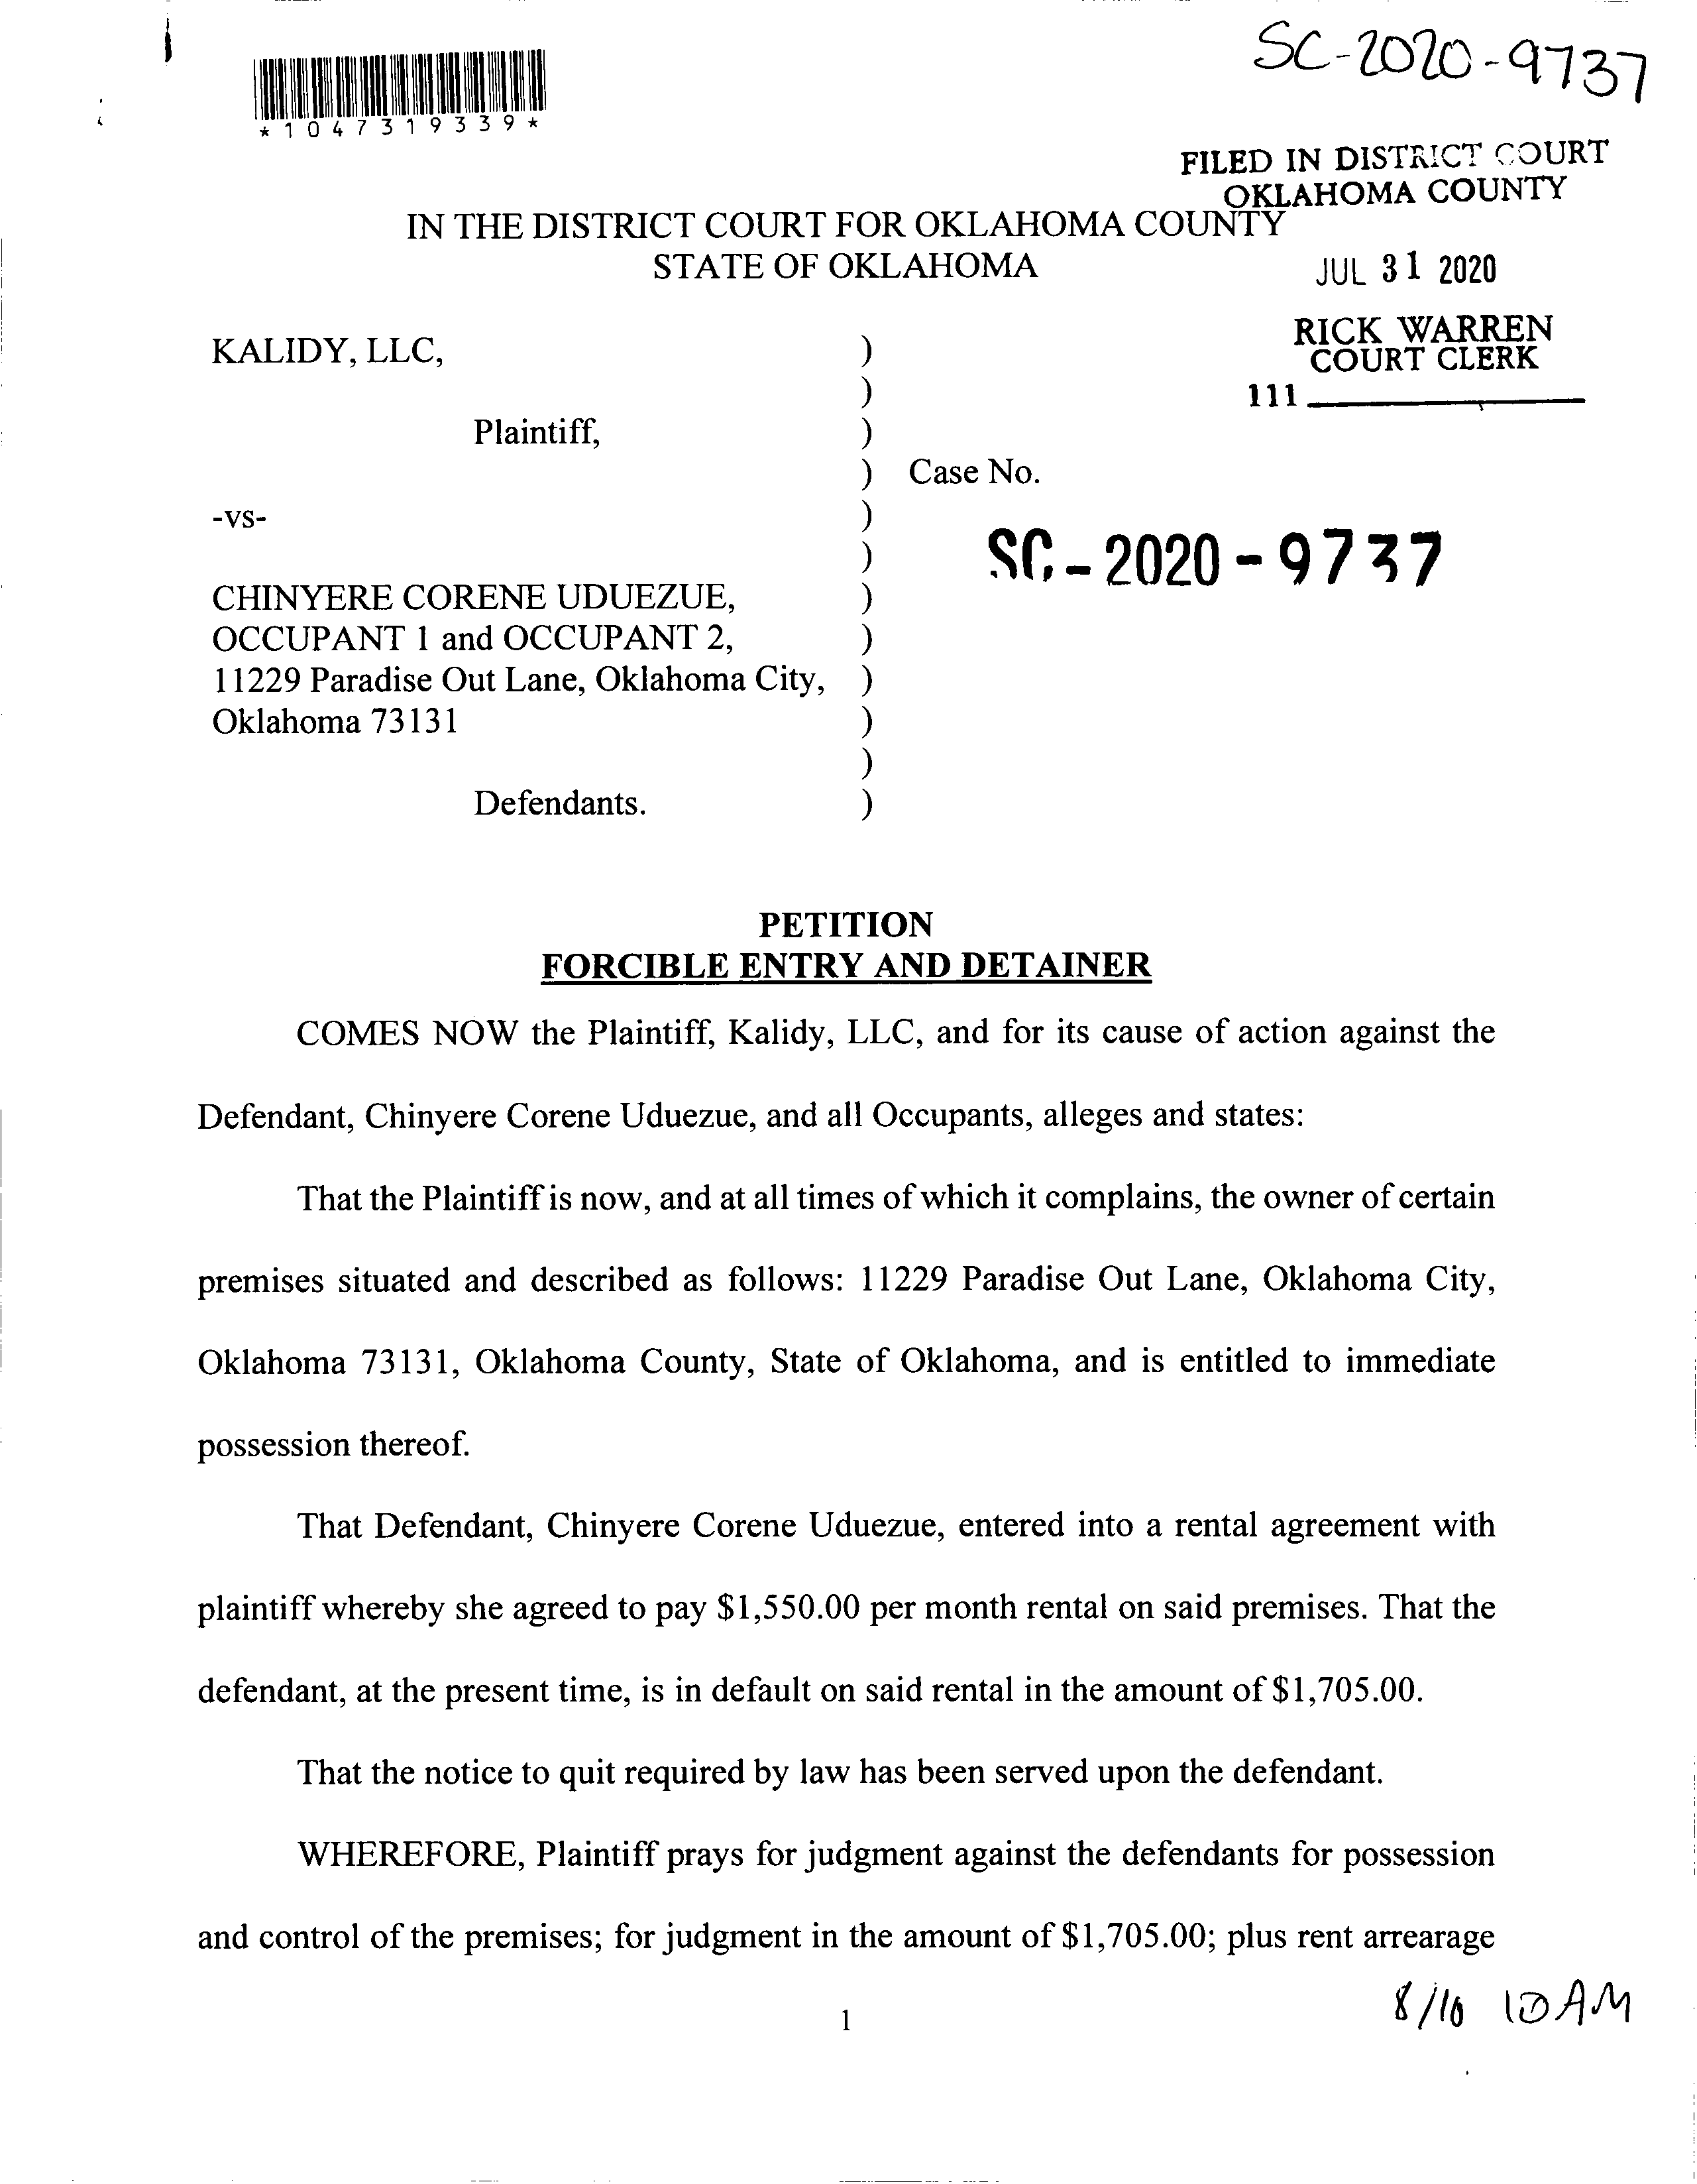 SC-2020-9737
*1047319339*
FILED IN DISTRICT COURT
OKLAHOMA COUNTY
IN THE DISTRICT COURT FOR OKLAHOMA COUNTY
STATE OF OKLAHOMA
JUL 31 2020
RICK WARREN
COURT CLERK
111
KALIDY, LLC, )
)
Plaintiff, )
) Case No.
-vs- )
) SC-2020-9737
CHINYERE CORENE UDUEZUE, )
OCCUPANT 1 and OCCUPANT 2, )
11229 Paradise Out Lane, Oklahoma City, )
Oklahoma 73131 )
)
Defendants. )
PETITION
FORCIBLE ENTRY AND DETAINER
COMES NOW the Plaintiff, Kalidy, LLC, and for its cause of action against the
Defendant, Chinyere Corene Uduezue, and all Occupants, alleges and states:
That the Plaintiff is now, and at all times of which it complains, the owner of certain
premises situated and described as follows: 11229 Paradise Out Lane, Oklahoma City,
Oklahoma 73131, Oklahoma County, State of Oklahoma, and is entitled to immediate
possession thereof.
That Defendant, Chinyere Corene Uduezue, entered into a rental agreement with
plaintiff whereby she agreed to pay $1,550.00 per month rental on said premises. That the
defendant, at the present time, is in default on said rental in the amount of $1,705.00.
That the notice to quit required by law has been served upon the defendant.
WHEREFORE, Plaintiff prays for judgment against the defendants for possession
and control of the premises; for judgment in the amount of $1,705.00; plus rent arrearage
1
8/10 10 AM